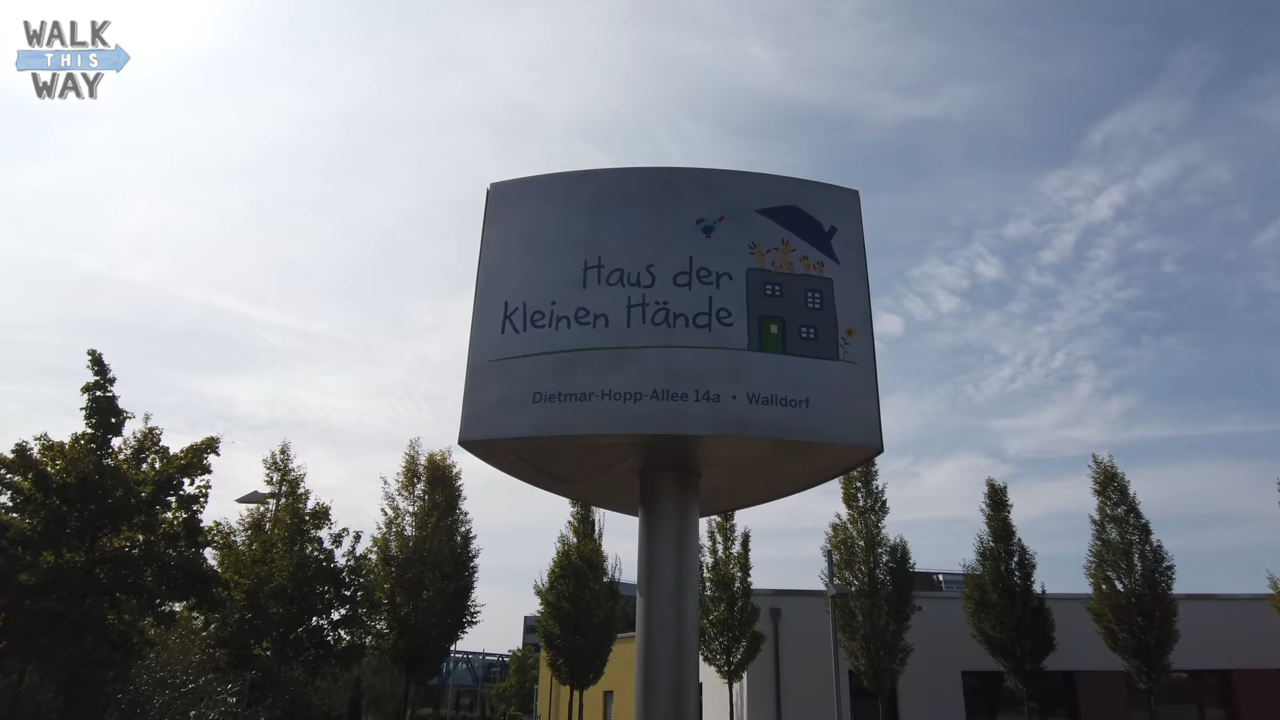 WALK
THIS
WAY
Haus der
kleinen Hände
Dietmar-Hopp-Allee 14a • Walldorf